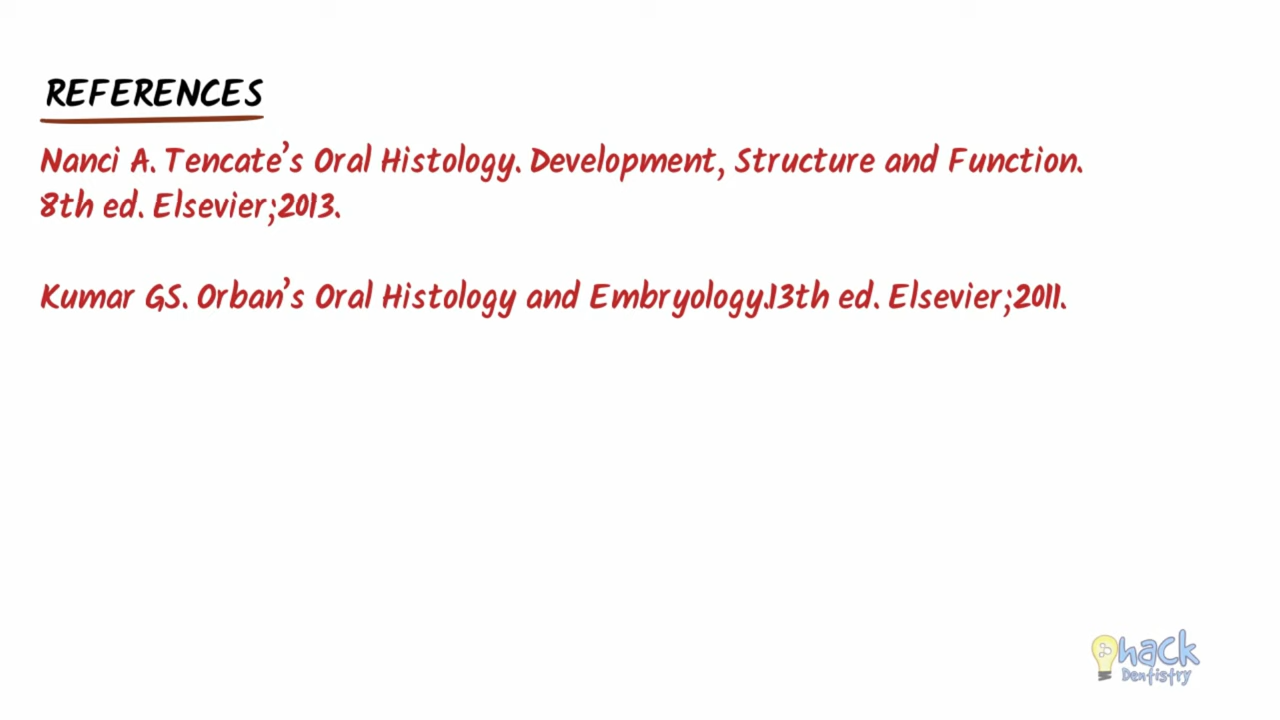 REFERENCES
Nanci A. Tencate's Oral Histology. Development, Structure and Function.
8th ed. Elsevier;2013.
Kumar GS. Orban's Oral Histology and Embryology.13th ed. Elsevier;2011.
hack
Dentistry